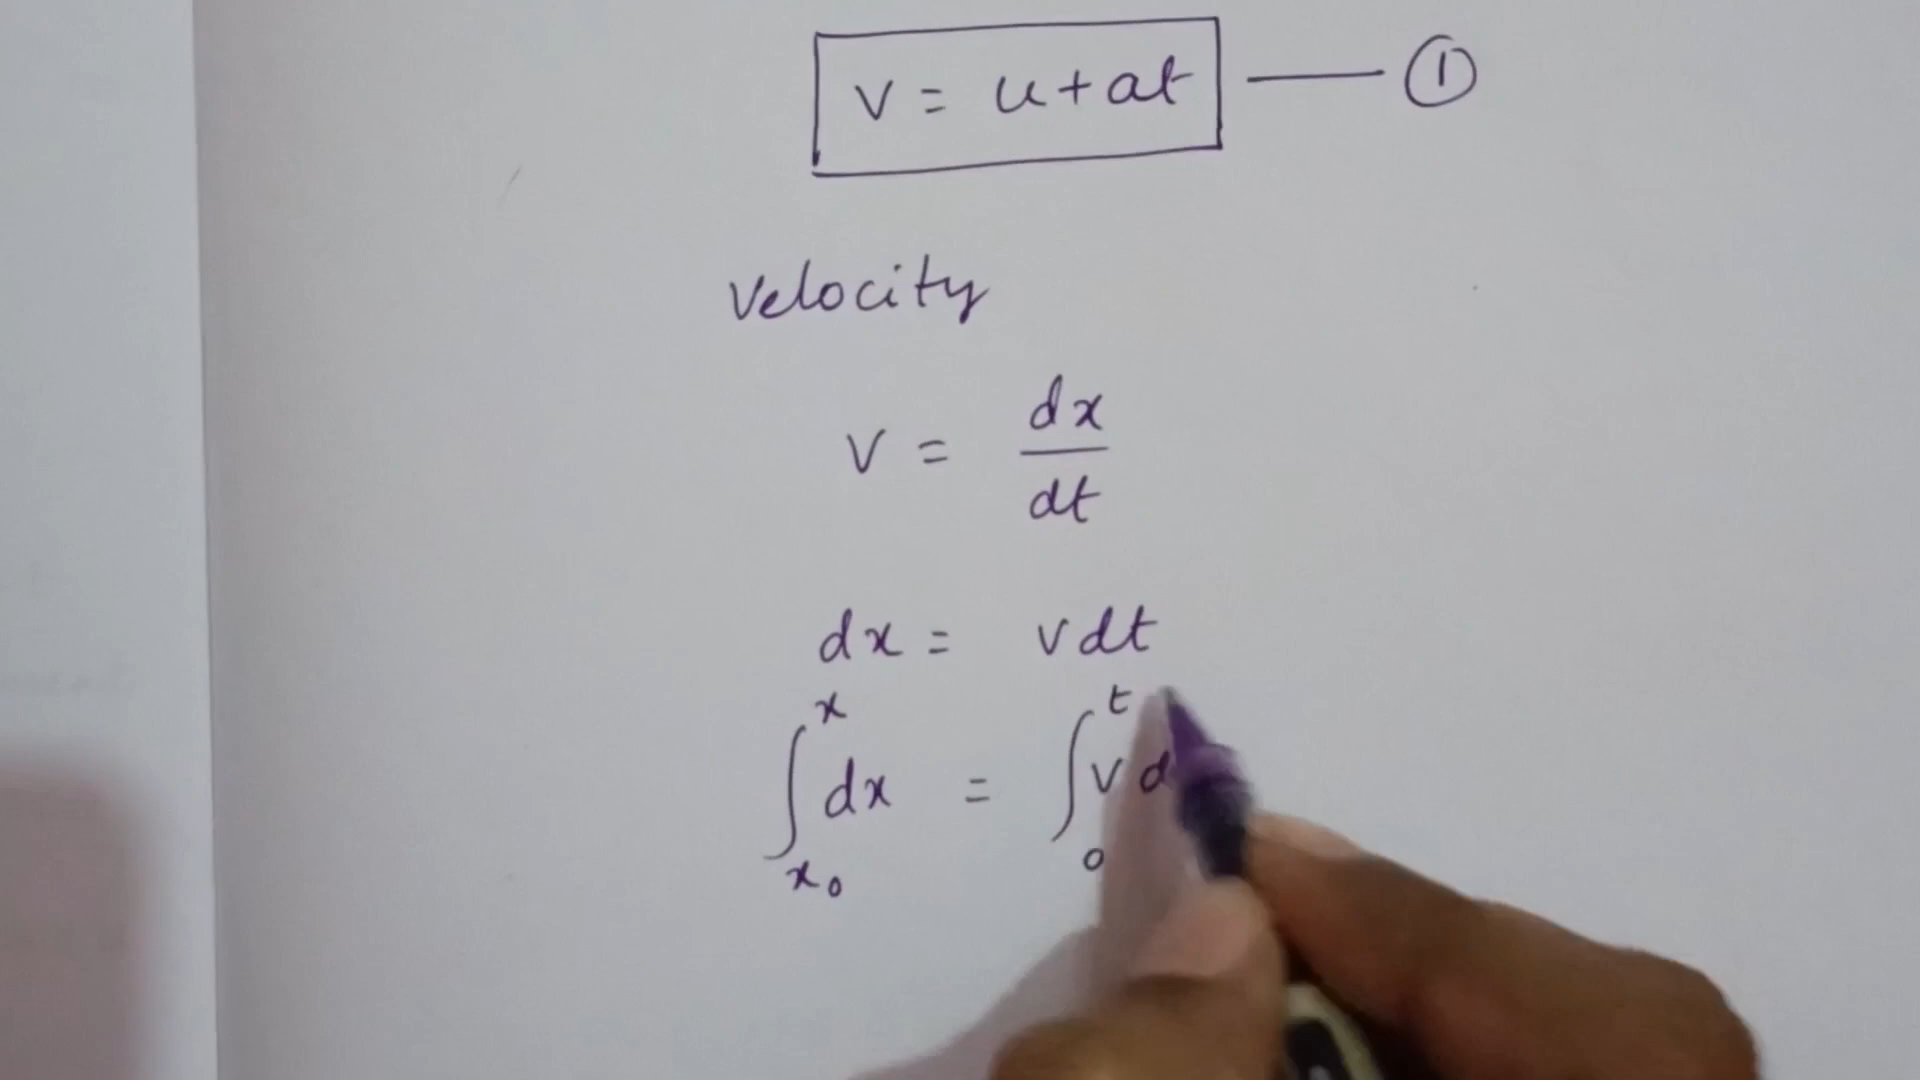 v = u + at —— ①
Velocity
v = dx/dt
dx = v dt
∫ₓ₀ˣ dx = ∫₀ᵗ v d